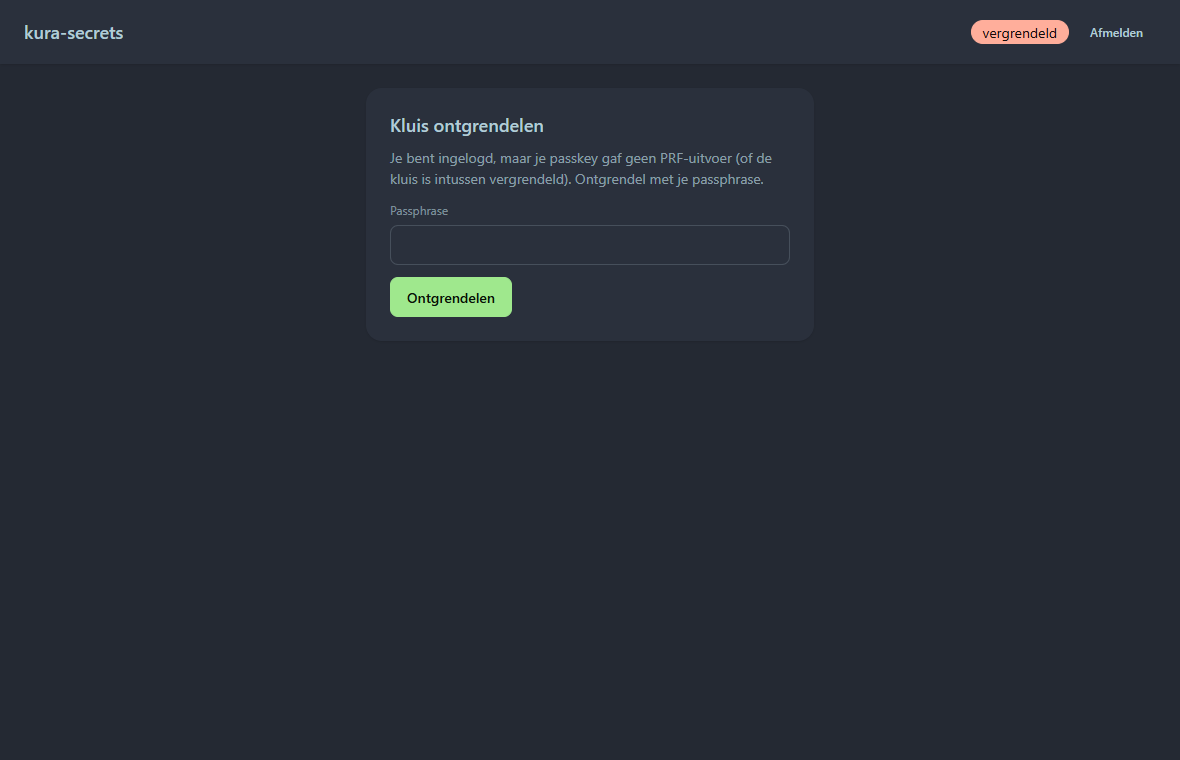 kura-secrets
vergrendeld
Afmelden
Kluis ontgrendelen
Je bent ingelogd, maar je passkey gaf geen PRF-uitvoer (of de
kluis is intussen vergrendeld). Ontgrendel met je passphrase.
Passphrase
Ontgrendelen